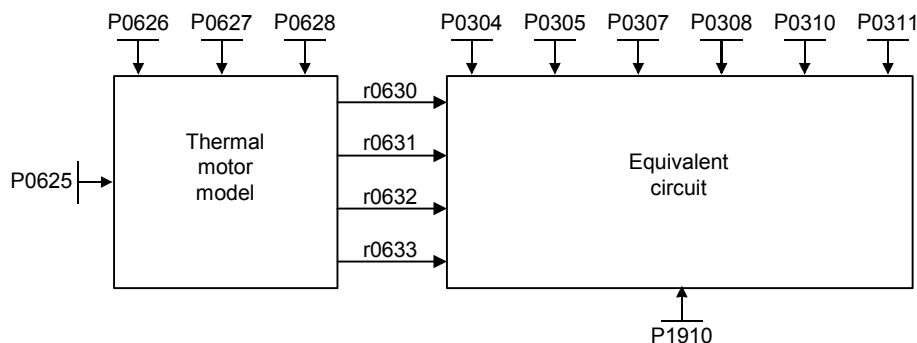 P0626 P0627 P0628 P0304 P0305 P0307 P0308 P0310 P0311
r0630
Thermal
motor
model
r0631
Equivalent
circuit
P0625
r0632
r0633
P1910